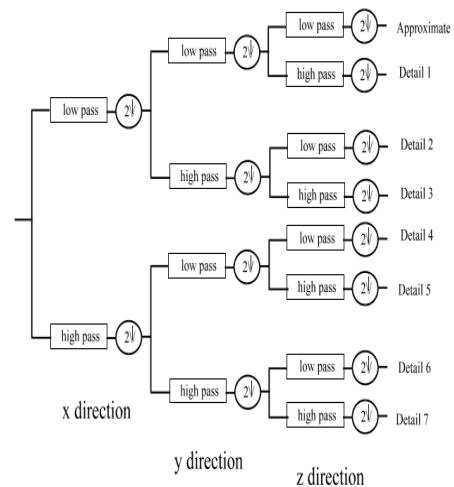 low pass 2↓ Approximate
low pass 2↓
high pass 2↓ Detail 1
low pass 2↓
low pass 2↓ Detail 2
high pass 2↓
high pass 2↓ Detail 3
low pass 2↓ Detail 4
low pass 2↓
high pass 2↓ Detail 5
high pass 2↓
low pass 2↓ Detail 6
high pass 2↓
high pass 2↓ Detail 7
x direction
y direction
z direction